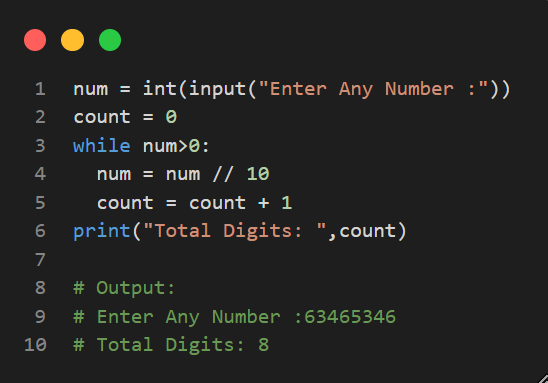 1 num = int(input("Enter Any Number :"))
2 count = 0
3 while num>0:
4   num = num // 10
5   count = count + 1
6 print("Total Digits: ",count)
7
8 # Output:
9 # Enter Any Number :63465346
10 # Total Digits: 8